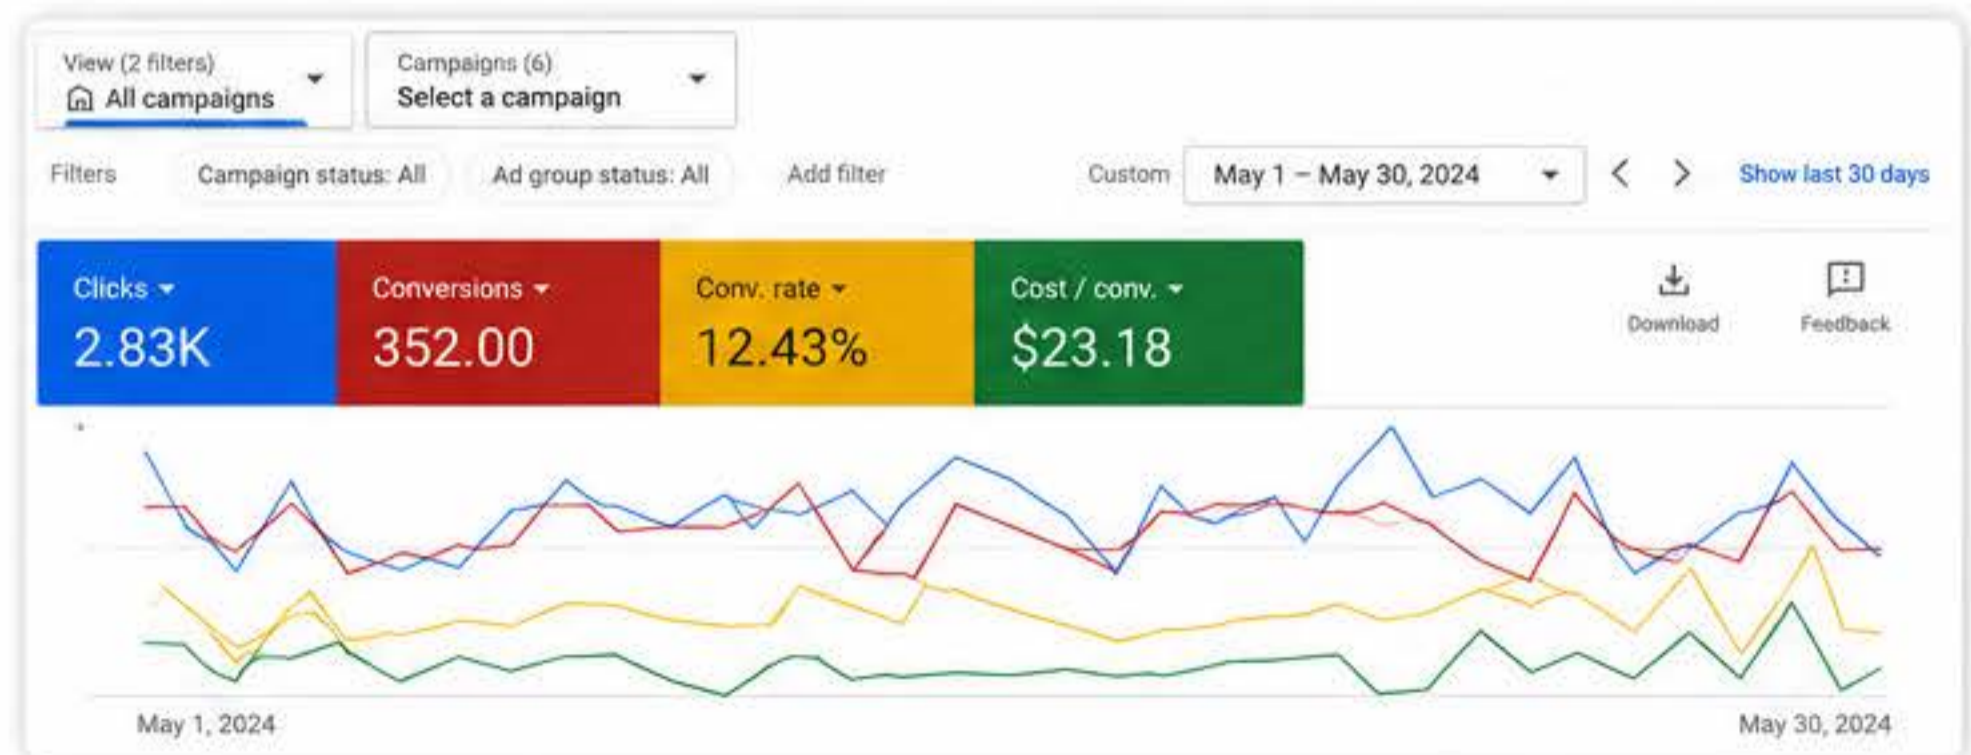 View (2 filters)
All campaigns
Campaigns (6)
Select a campaign
Filters Campaign status: All Ad group status: All Add filter Custom May 1 – May 30, 2024 Show last 30 days
Clicks Conversions Conv. rate Cost / conv.
2.83K 352.00 12.43% $23.18
Download Feedback
May 1, 2024 May 30, 2024